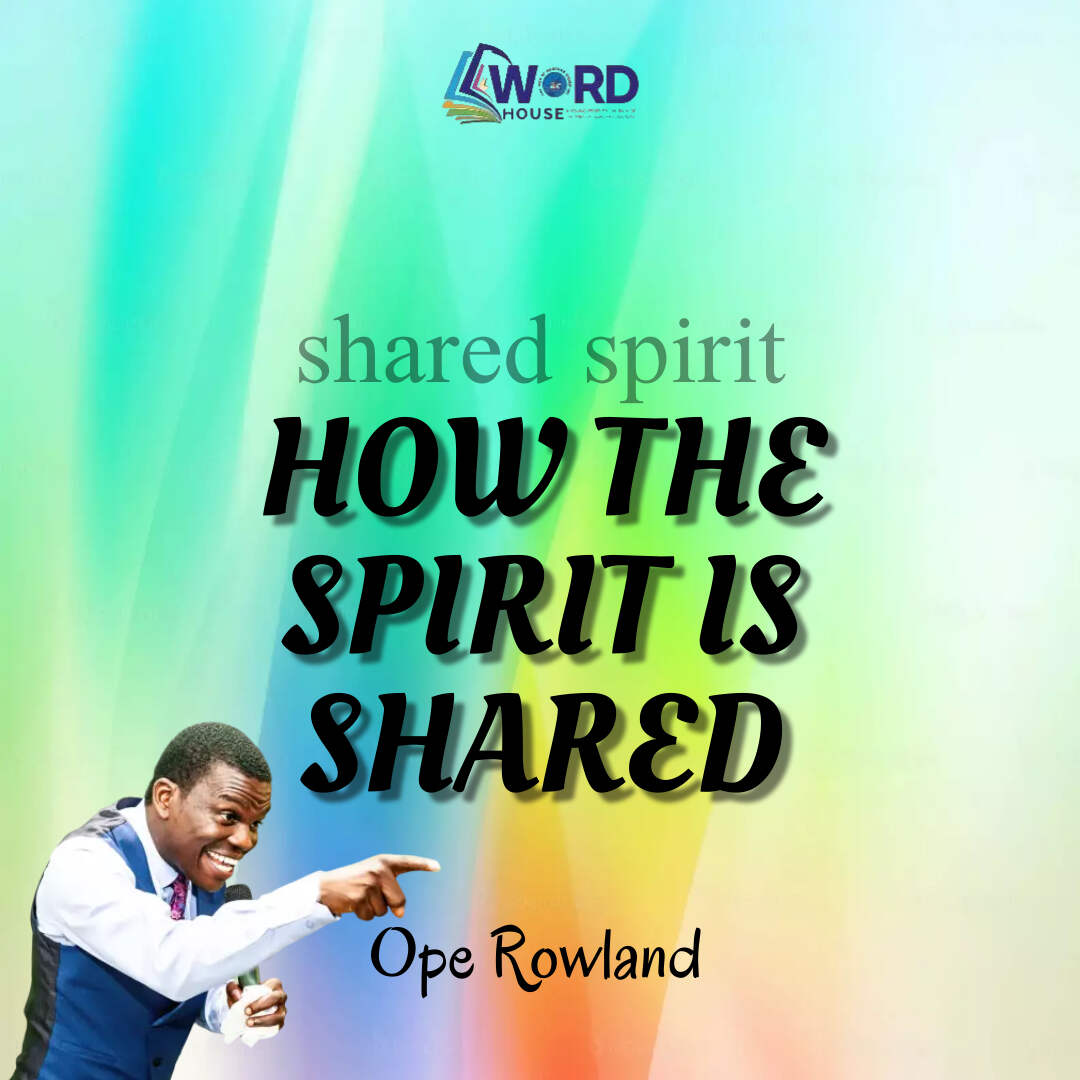 WORD
HOUSE
shared spirit
HOW THE
SPIRIT IS
SHARED
Ope Rowland